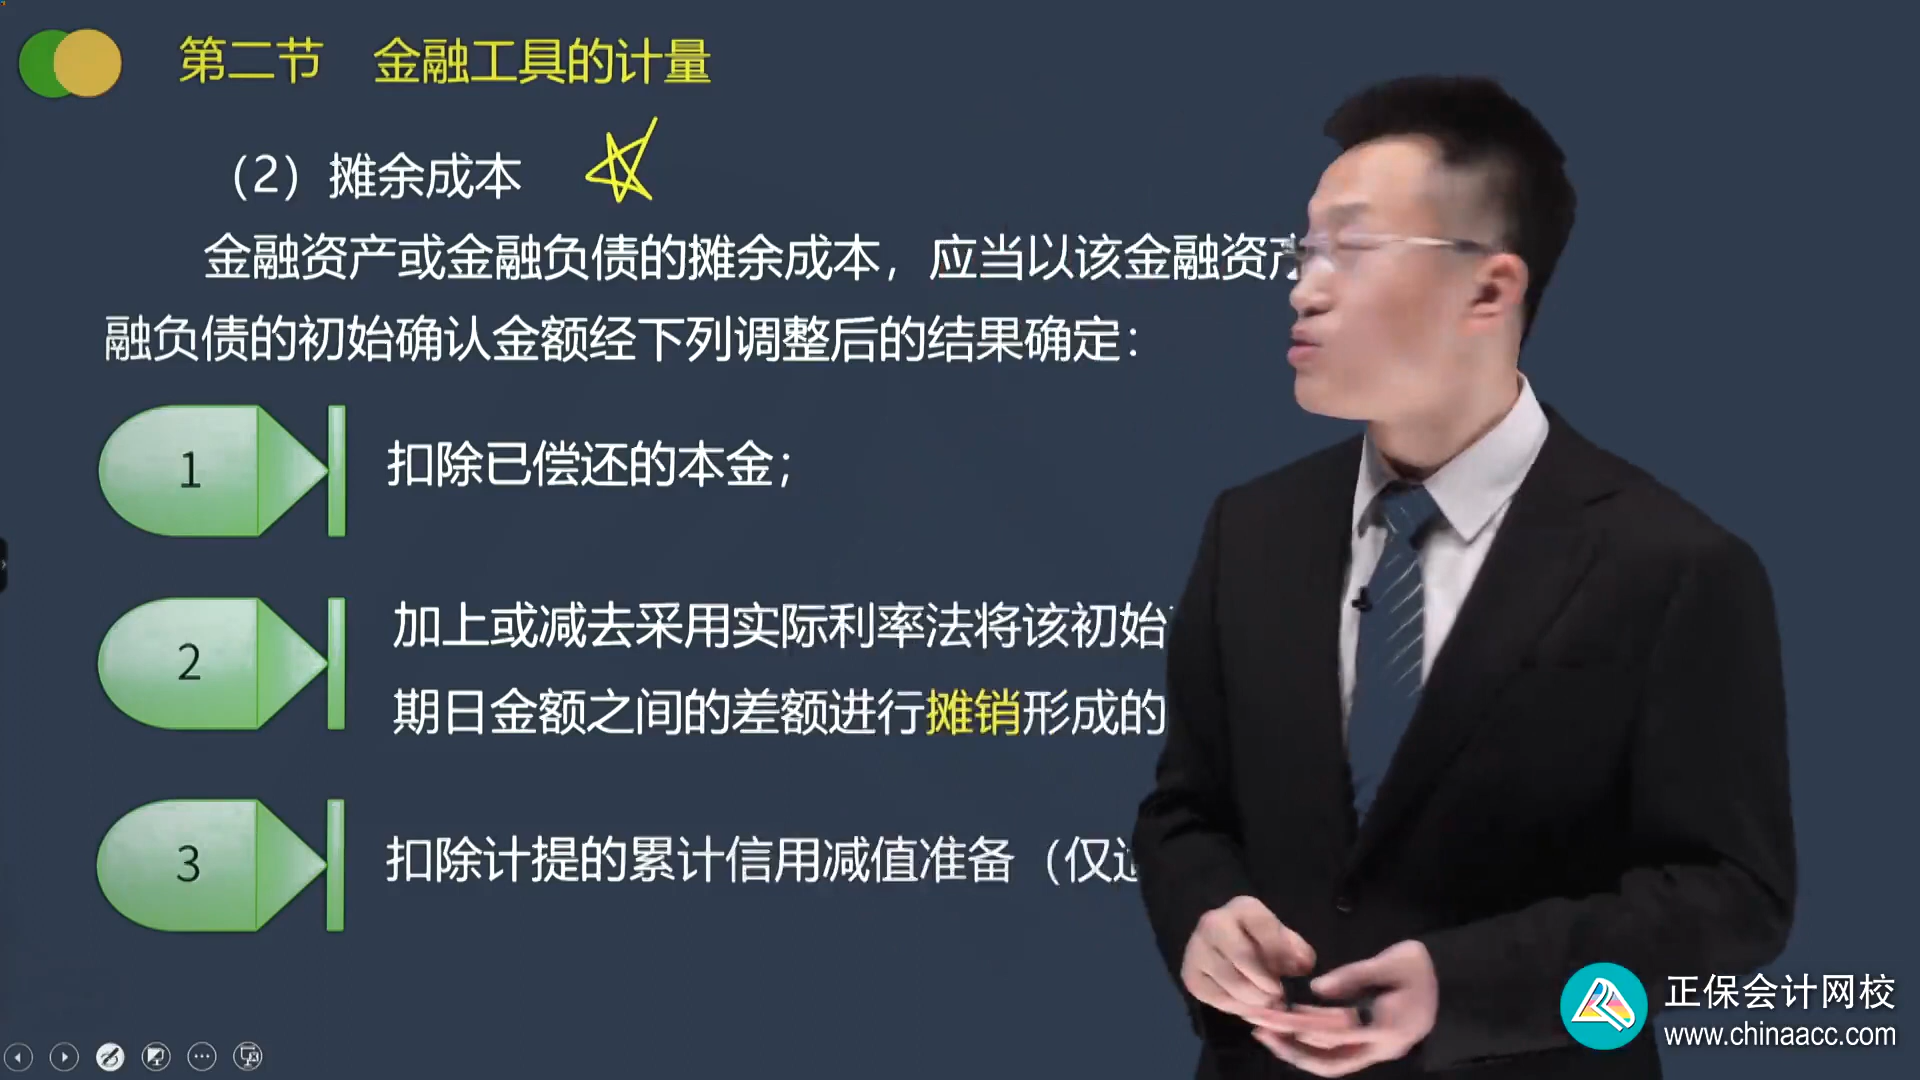 第二节 金融工具的计量
（2）摊余成本
金融资产或金融负债的摊余成本，应当以该金融资产
融负债的初始确认金额经下列调整后的结果确定：
1
扣除已偿还的本金；
2
加上或减去采用实际利率法将该初始
期日金额之间的差额进行摊销形成的
3
扣除计提的累计信用减值准备（仅适
正保会计网校
www.chinaacc.com